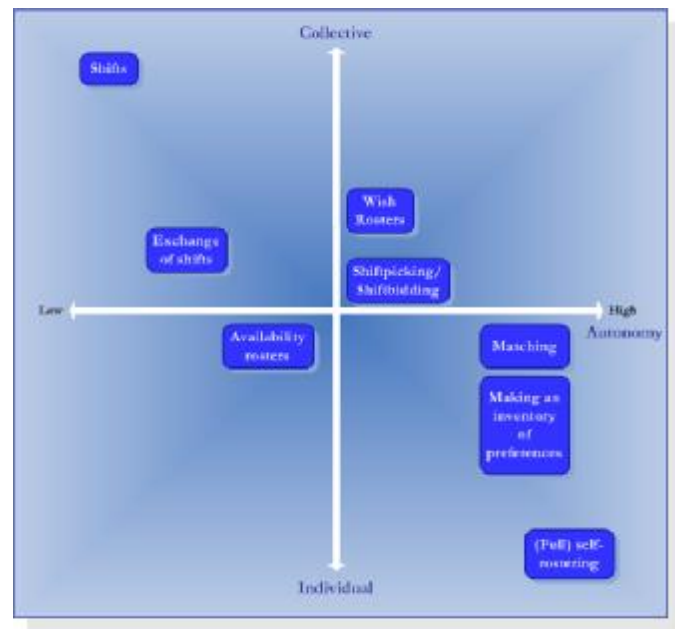 Collective
Shifts
Wish
Rosters
Exchange
of shifts
Shiftpicking/
Shiftbidding
Low
High
Autonomy
Availability
rosters
Matching
Making an
inventory
of
preferences
(Full) self-
rostering
Individual